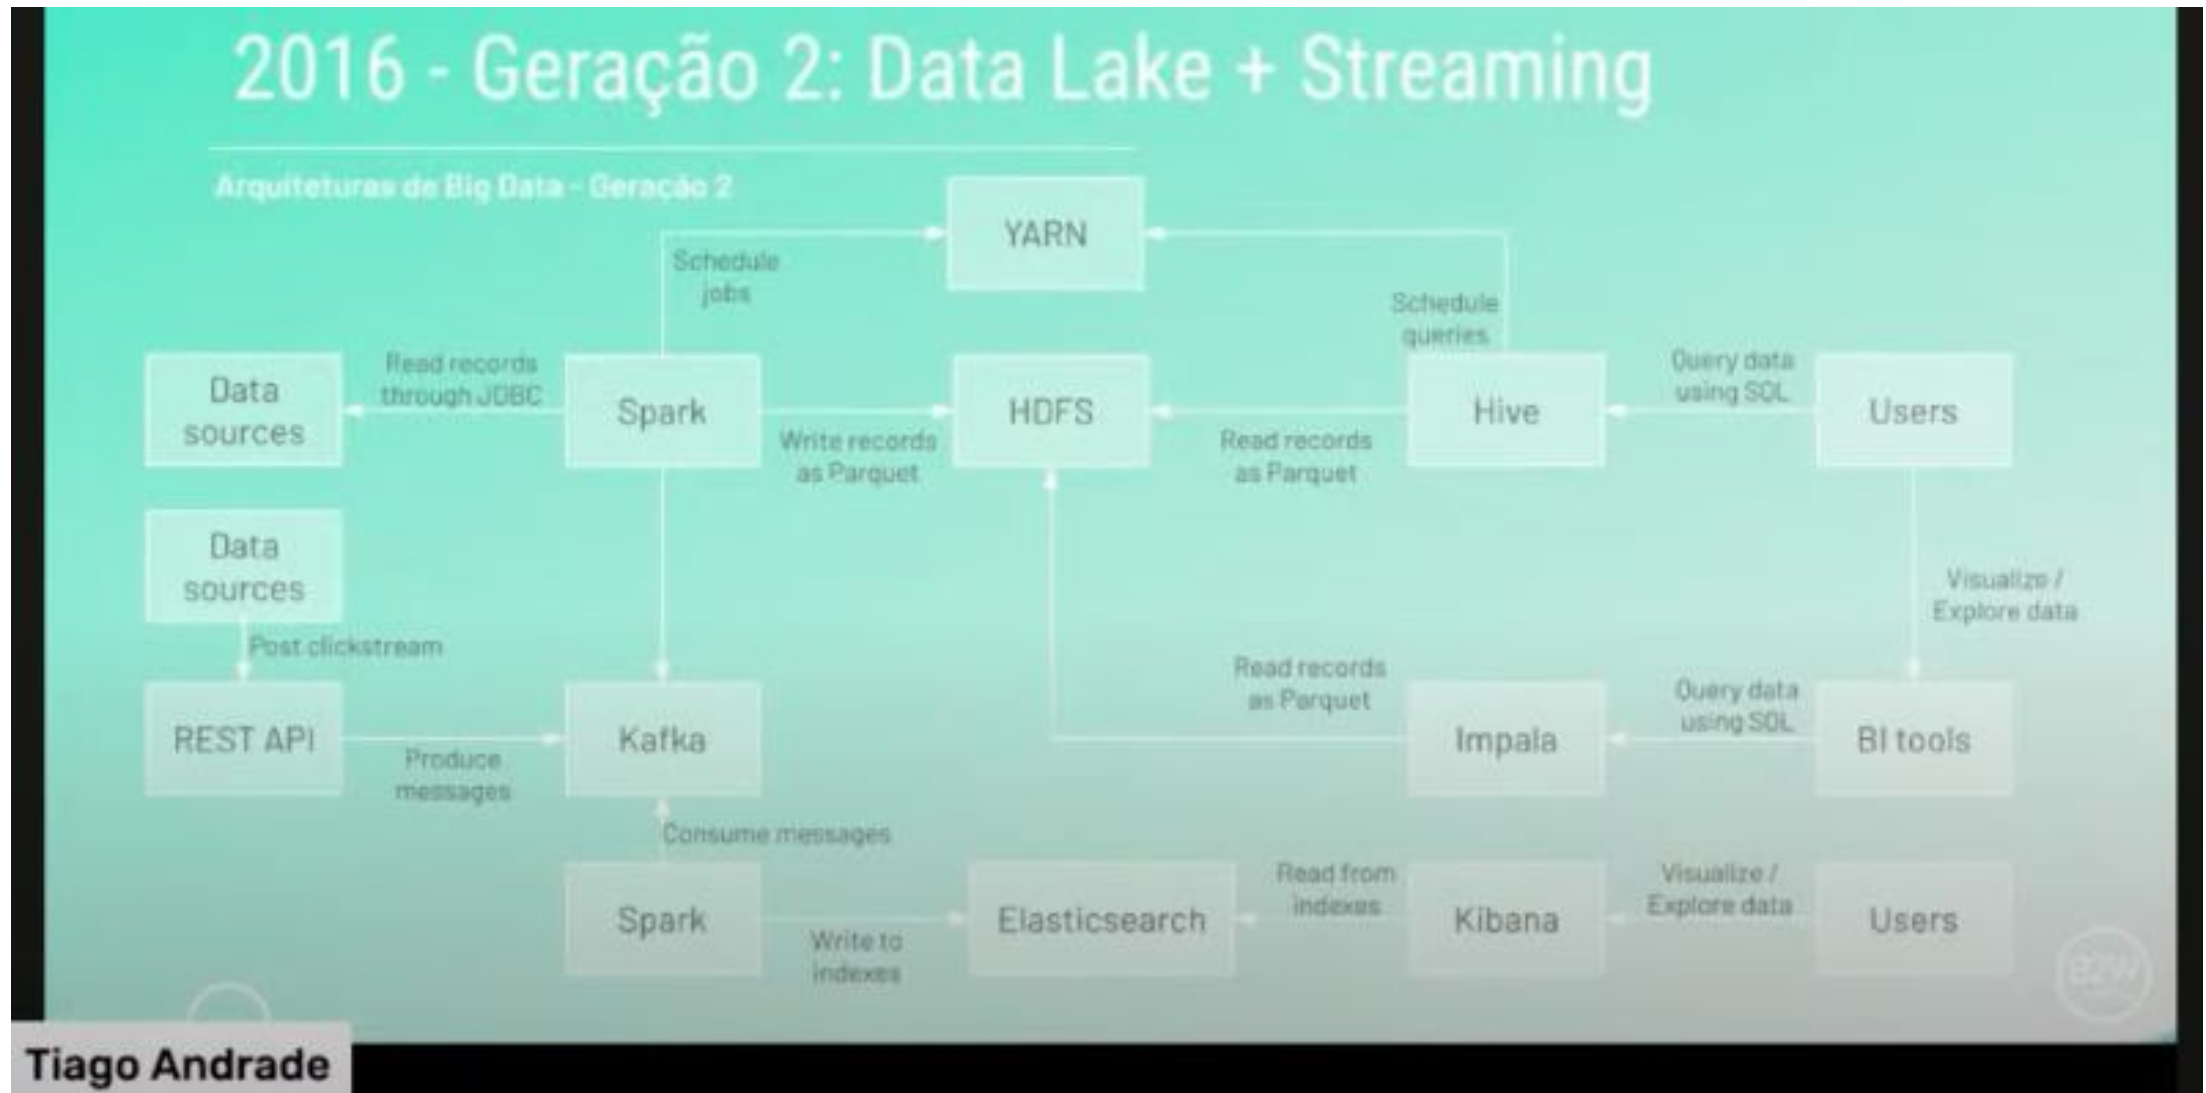 2016 - Geração 2: Data Lake + Streaming
Arquiteturas de Big Data - Geração 2
YARN
Schedule
jobs
Schedule
queries
Data
sources
Read records
through JDBC
Spark
Write records
as Parquet
HDFS
Read records
as Parquet
Hive
Query data
using SQL
Users
Data
sources
Post clickstream
Visualize /
Explore data
REST API
Produce
messages
Kafka
Read records
as Parquet
Impala
Query data
using SQL
BI tools
Consume messages
Spark
Write to
indexes
Elasticsearch
Read from
indexes
Kibana
Visualize /
Explore data
Users
B2W
Tiago Andrade